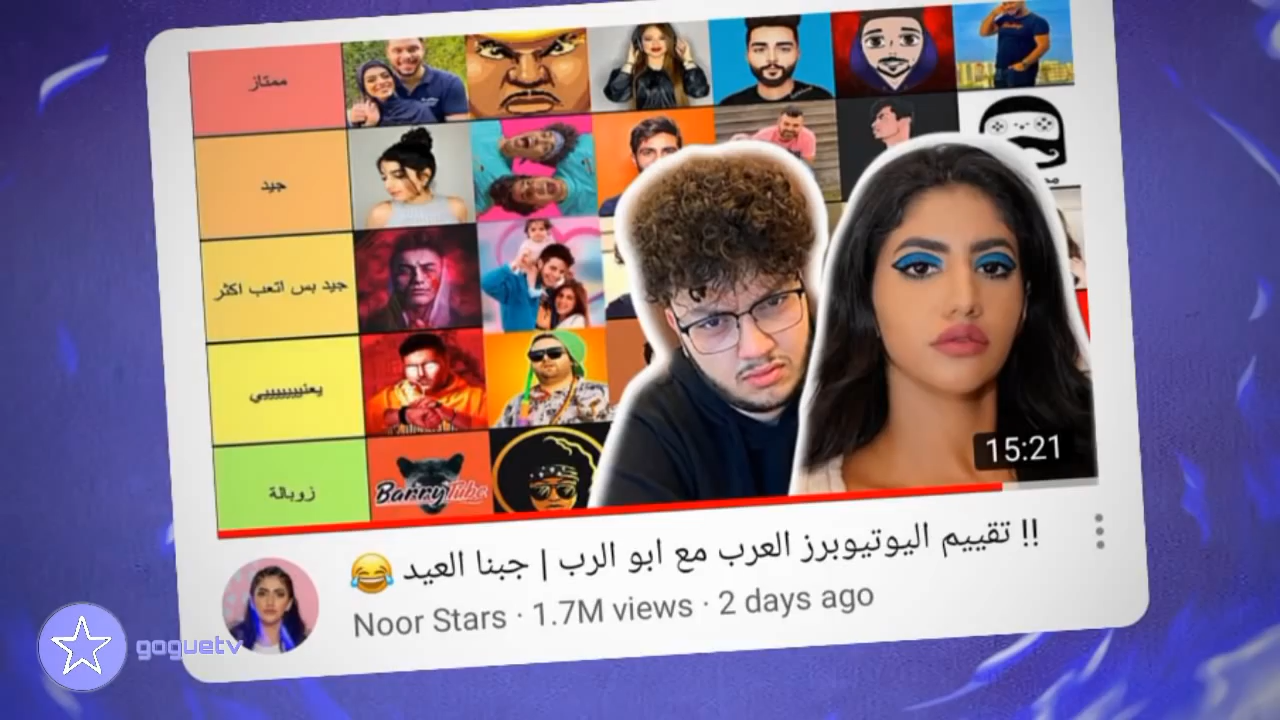 ممتاز
جيد
جيد بس اتعب اكثر
يعنيييييييي
زوبالة
BarryTube
15:21
!! تقييم اليوتيوبرز العرب مع ابو الرب | جبنا العيد 😂
Noor Stars · 1.7M views · 2 days ago
goguetv